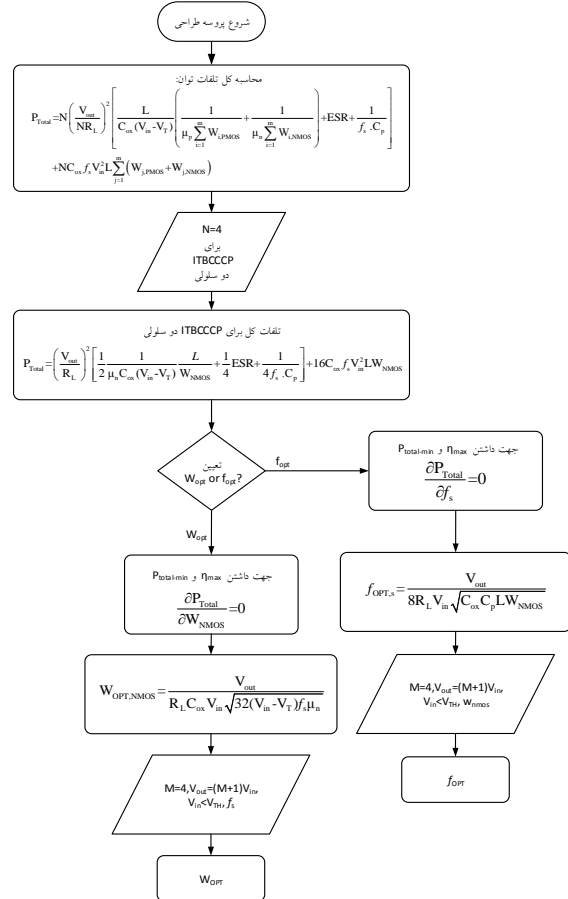 شروع پروسه طراحی
محاسبه کل تلفات توان:
P_Total=N(V_out/NR_L)^2[L/C_ox(V_in-V_T)(1/μ_p∑_{i=1}^{m}W_{i,PMOS}+1/μ_n∑_{i=1}^{m}W_{i,NMOS})+ESR+1/f_s.C_p]
+NC_ox f_s V_in^2 L∑_{j=1}^{m}(W_{j,PMOS}+W_{j,NMOS})
N=4
برای
ITBCCCP
دو سلولی
تلفات کل برای ITBCCCP دو سلولی
P_Total=(V_out/R_L)^2[1/2 1/μ_n C_ox(V_in-V_T) L/W_NMOS+1/4 ESR+1/4f_s.C_p]+16C_ox f_s V_in^2 LW_NMOS
تعیین
W_opt or f_opt?
f_opt
جهت داشتن η_max و P_total-min
∂P_Total/∂f_s=0
f_OPT,s=V_out/8R_L V_in√C_ox C_p LW_NMOS
M=4,V_out=(M+1)V_in,
V_in<V_TH, w_nmos
f_OPT
W_opt
جهت داشتن η_max و P_total-min
∂P_Total/∂W_NMOS=0
W_OPT,NMOS=V_out/R_L C_ox V_in√32(V_in-V_T)f_s μ_n
M=4,V_out=(M+1)V_in,
V_in<V_TH, f_s
W_OPT